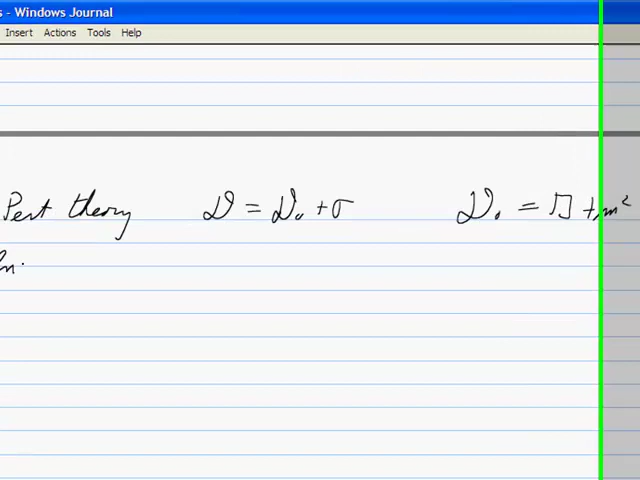 s - Windows Journal
Insert Actions Tools Help
Pert theory 𝒟 = 𝒟₀ + σ 𝒟₀ = □ + m²